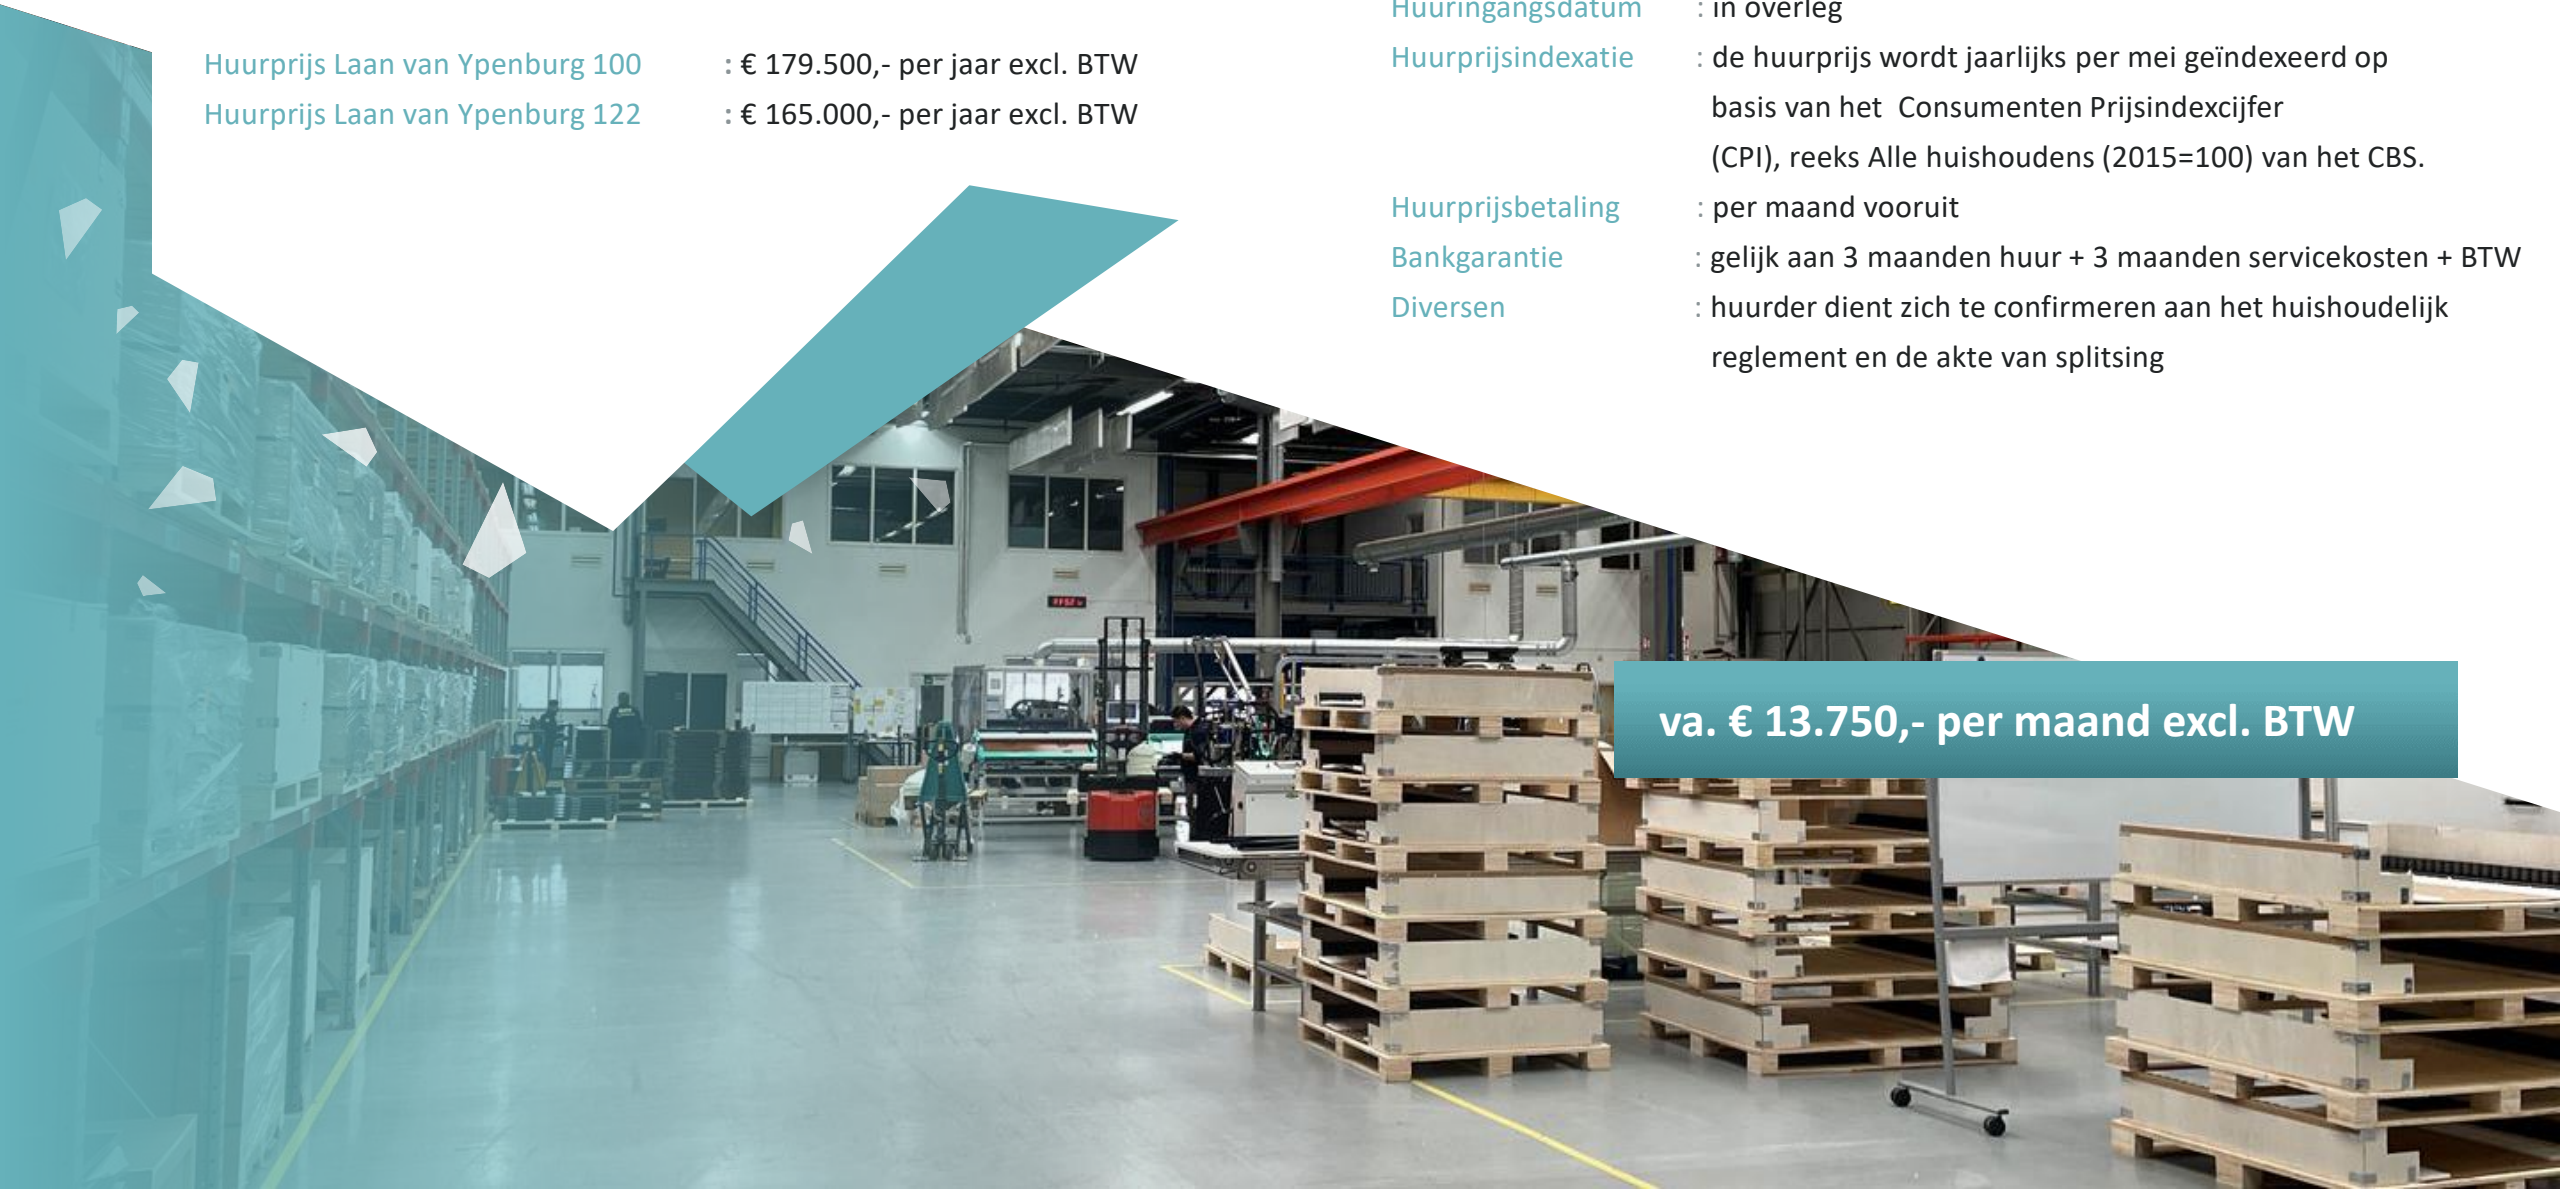 Huurprijs Laan van Ypenburg 100 : € 179.500,- per jaar excl. BTW
Huurprijs Laan van Ypenburg 122 : € 165.000,- per jaar excl. BTW
Huuringangsdatum : in overleg
Huurprijsindexatie : de huurprijs wordt jaarlijks per mei geïndexeerd op
basis van het Consumenten Prijsindexcijfer
(CPI), reeks Alle huishoudens (2015=100) van het CBS.
Huurprijsbetaling : per maand vooruit
Bankgarantie : gelijk aan 3 maanden huur + 3 maanden servicekosten + BTW
Diversen : huurder dient zich te confirmeren aan het huishoudelijk
reglement en de akte van splitsing
va. € 13.750,- per maand excl. BTW